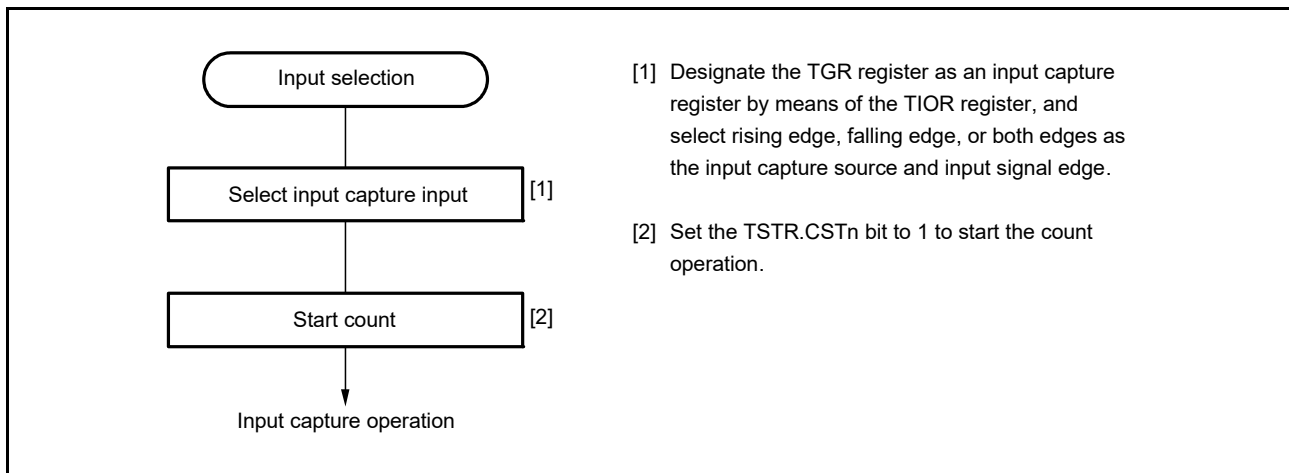 Input selection
Select input capture input
[1]
Start count
[2]
Input capture operation
[1] Designate the TGR register as an input capture
register by means of the TIOR register, and
select rising edge, falling edge, or both edges as
the input capture source and input signal edge.
[2] Set the TSTR.CSTn bit to 1 to start the count
operation.